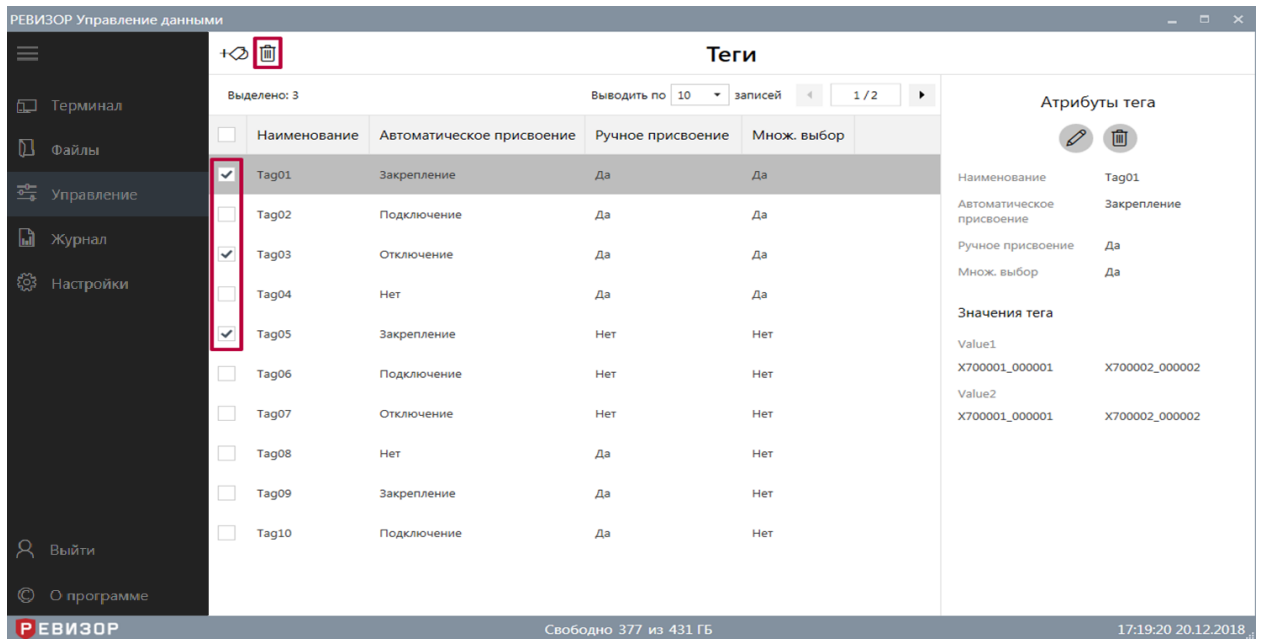 РЕВИЗОР Управление данными
Теги
Терминал
Файлы
Управление
Журнал
Настройки
Выйти
О программе
Выделено: 3
Выводить по 10 записей 1 / 2
Наименование Автоматическое присвоение Ручное присвоение Множ. выбор
Tag01 Закрепление Да Да
Tag02 Подключение Да Да
Tag03 Отключение Да Да
Tag04 Нет Да Да
Tag05 Закрепление Нет Нет
Tag06 Подключение Нет Нет
Tag07 Отключение Нет Нет
Tag08 Нет Да Нет
Tag09 Закрепление Да Нет
Tag10 Подключение Да Нет
Атрибуты тега
Наименование Tag01
Автоматическое Закрепление
присвоение
Ручное присвоение Да
Множ. выбор Да
Значения тега
Value1
X700001_000001 X700002_000002
Value2
X700001_000001 X700002_000002
РЕВИЗОР Свободно 377 из 431 ГБ 17:19:20 20.12.2018